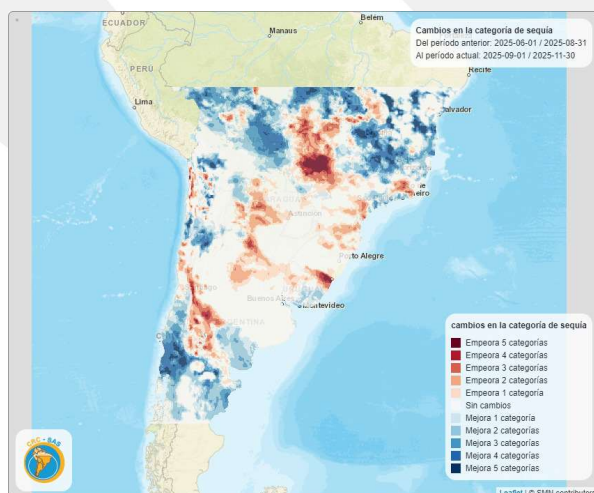 ECUADOR
Belém
Manaus
Cambios en la categoría de sequía
Del período anterior: 2025-06-01 / 2025-08-31
Al período actual: 2025-09-01 / 2025-11-30
PERÚ
Recife
Lima
Salvador
Asunción
Porto Alegre
Buenos Aires
Montevideo
cambios en la categoría de sequía
Empeora 5 categorías
Empeora 4 categorías
Empeora 3 categorías
Empeora 2 categorías
Empeora 1 categoría
Sin cambios
Mejora 1 categoría
Mejora 2 categorías
Mejora 3 categorías
Mejora 4 categorías
Mejora 5 categorías
CRC - SAS
Leaflet | © SMN contributors